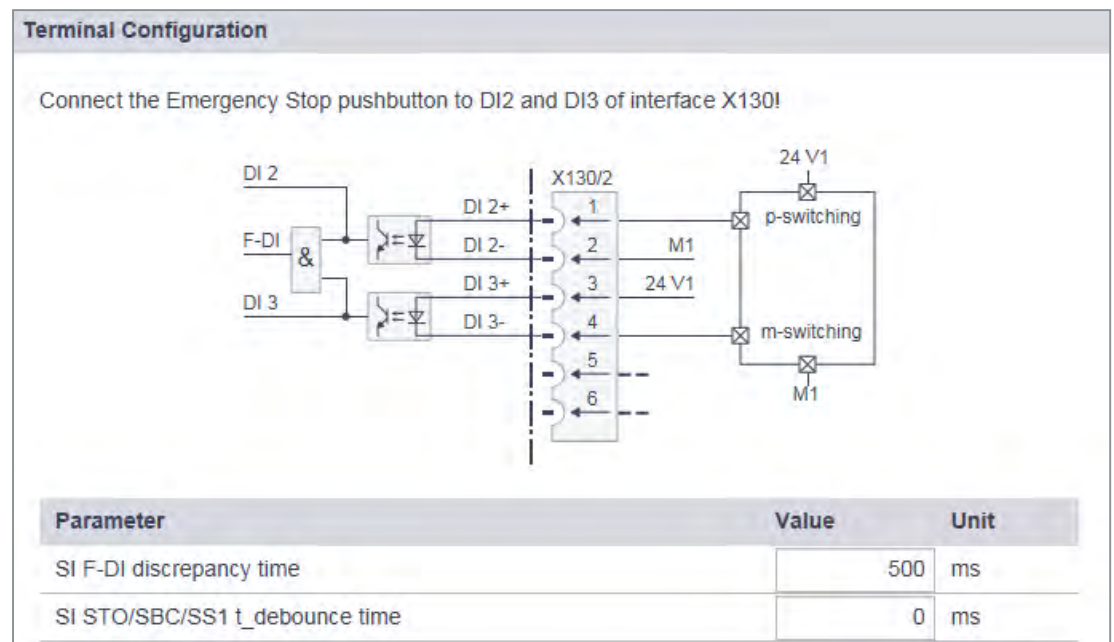 Terminal Configuration
Connect the Emergency Stop pushbutton to DI2 and DI3 of interface X130!
24 V1
DI 2
X130/2
DI 2+
1
p-switching
F-DI
&
DI 2-
2
M1
DI 3+
3
24 V1
DI 3
DI 3-
4
m-switching
5
6
M1
Parameter Value Unit
SI F-DI discrepancy time 500 ms
SI STO/SBC/SS1 t_debounce time 0 ms